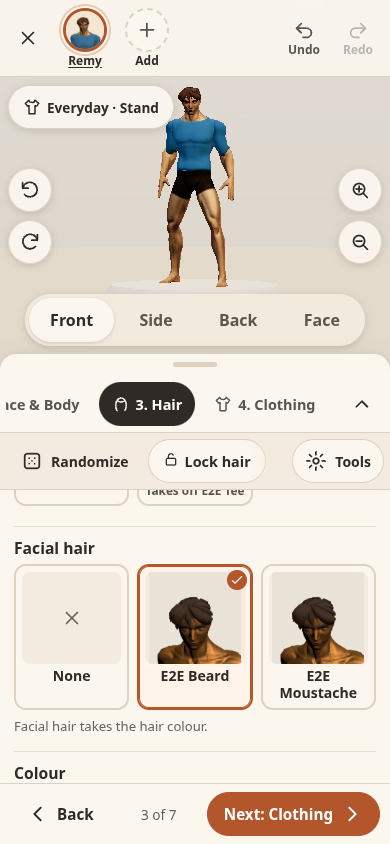 Remy
Add
Undo
Redo
Everyday · Stand
Front
Side
Back
Face
ace & Body
3. Hair
4. Clothing
Randomize
Lock hair
Tools
Takes off E2E Tee
Facial hair
None
E2E Beard
E2E
Moustache
Facial hair takes the hair colour.
Colour
Back
3 of 7
Next: Clothing